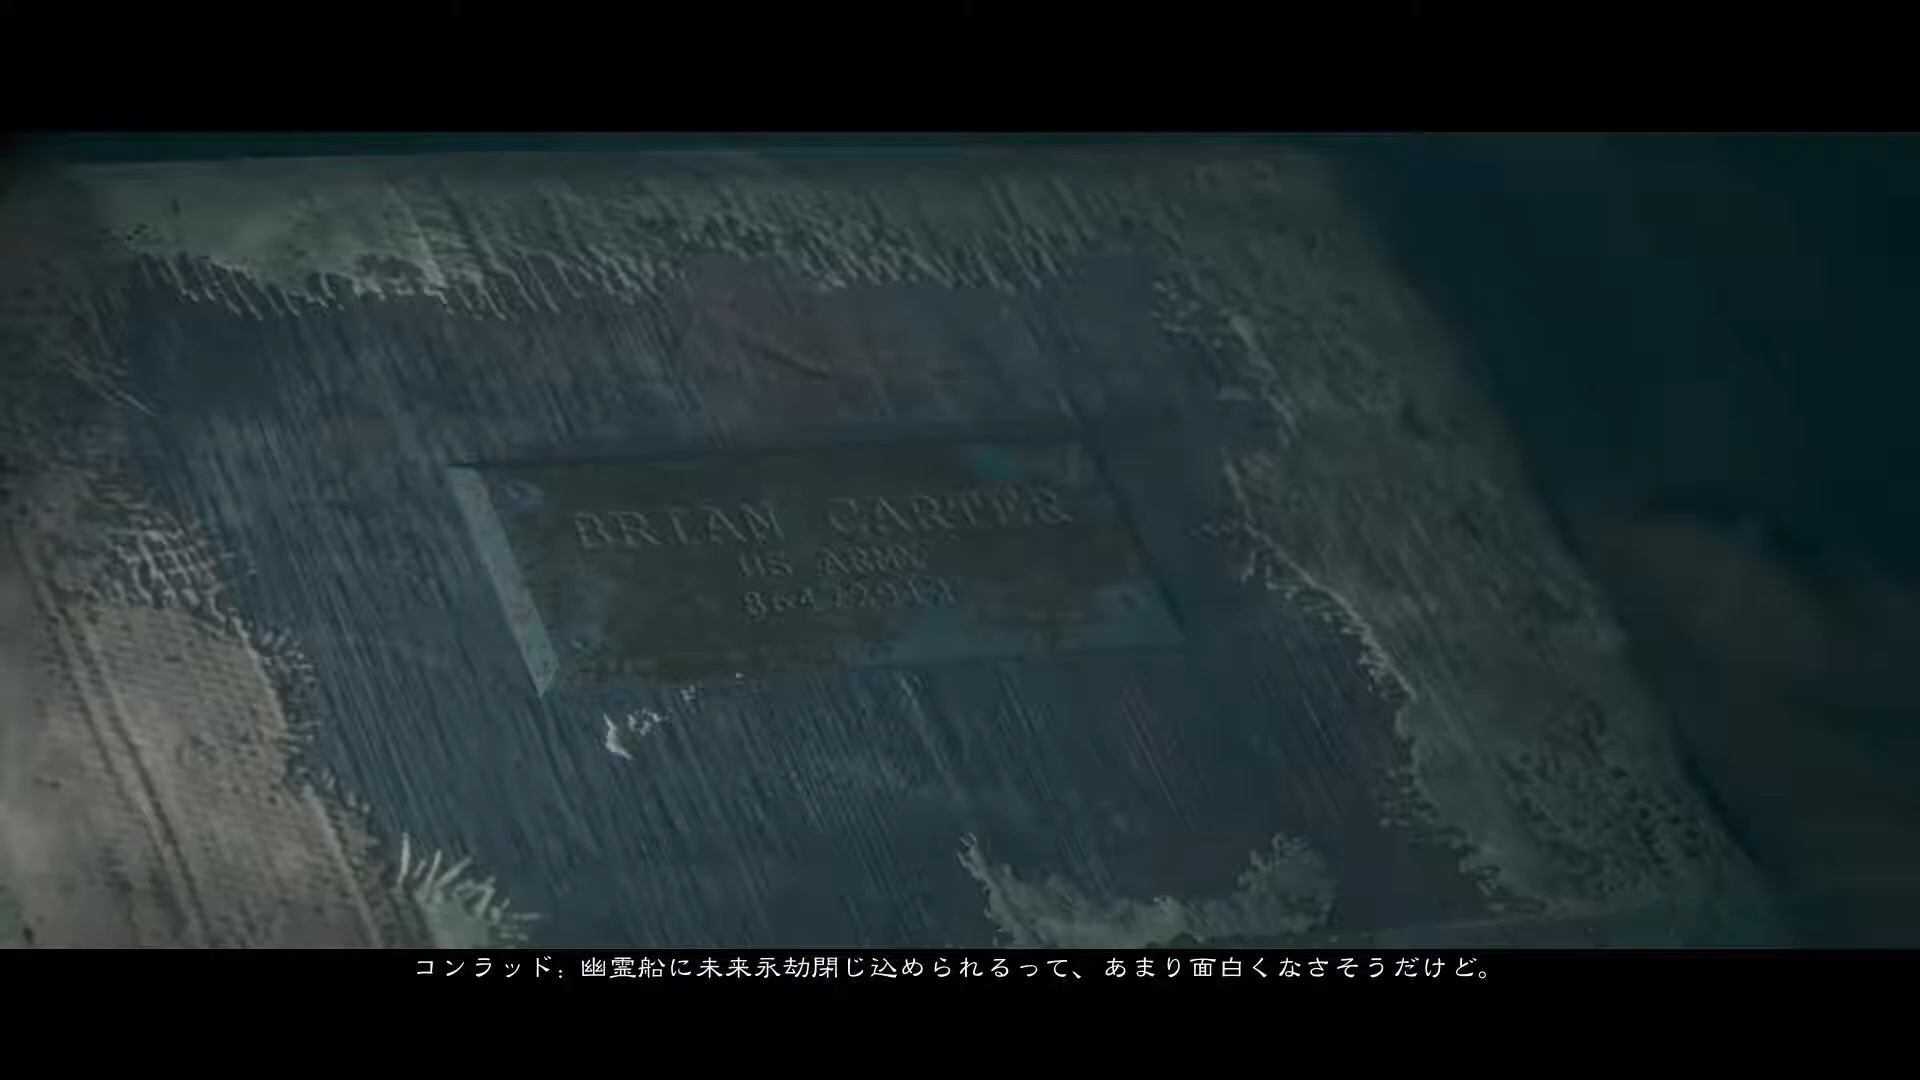 BRIAN CARTER
US ARMY
コンラッド: 幽霊船に未来永劫閉じ込められるって、あまり面白くなさそうだけど。